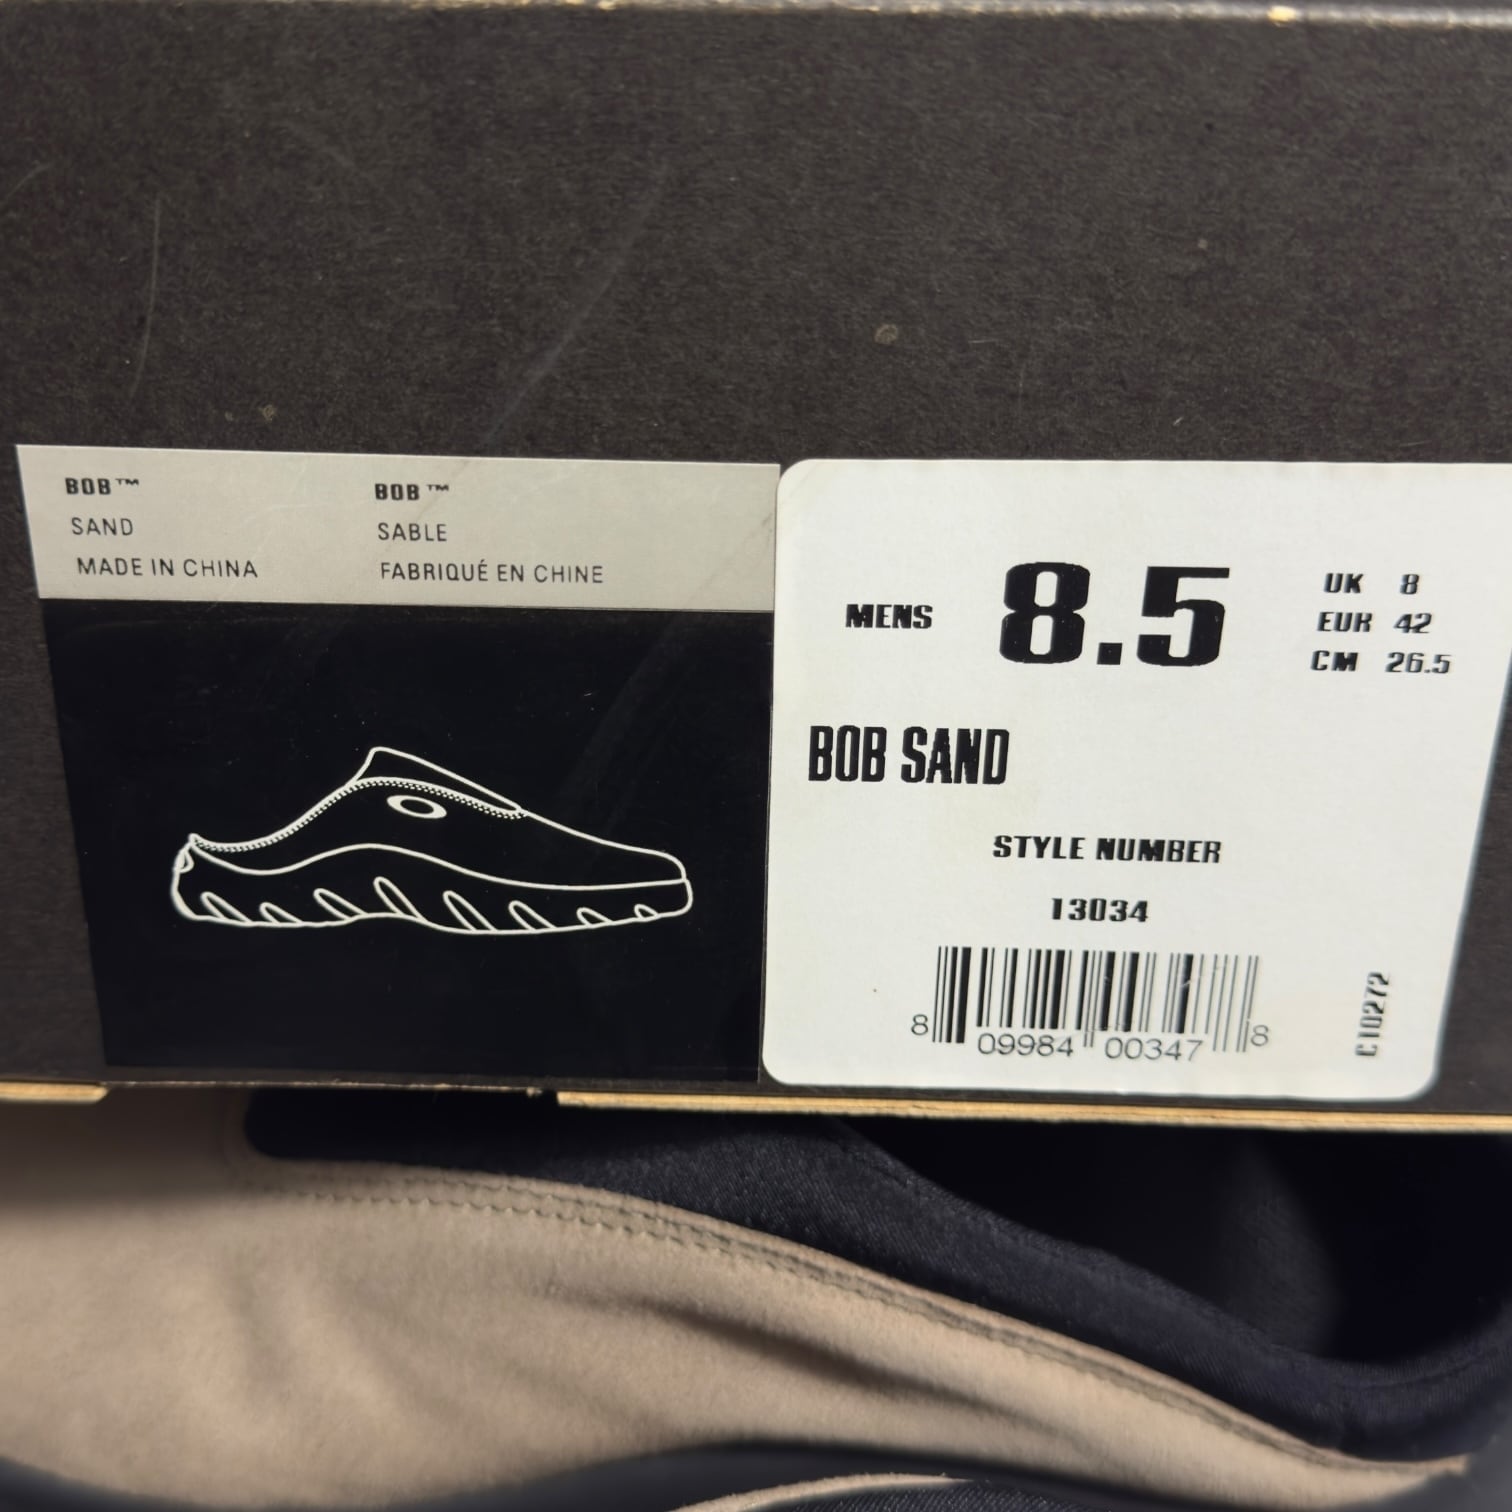 BOB™
SAND
MADE IN CHINA
BOB™
SABLE
FABRIQUÉ EN CHINE
MENS 8.5
UK 8
EUR 42
CM 26.5
BOB SAND
STYLE NUMBER
13034
8 09984 00347 8
C10272